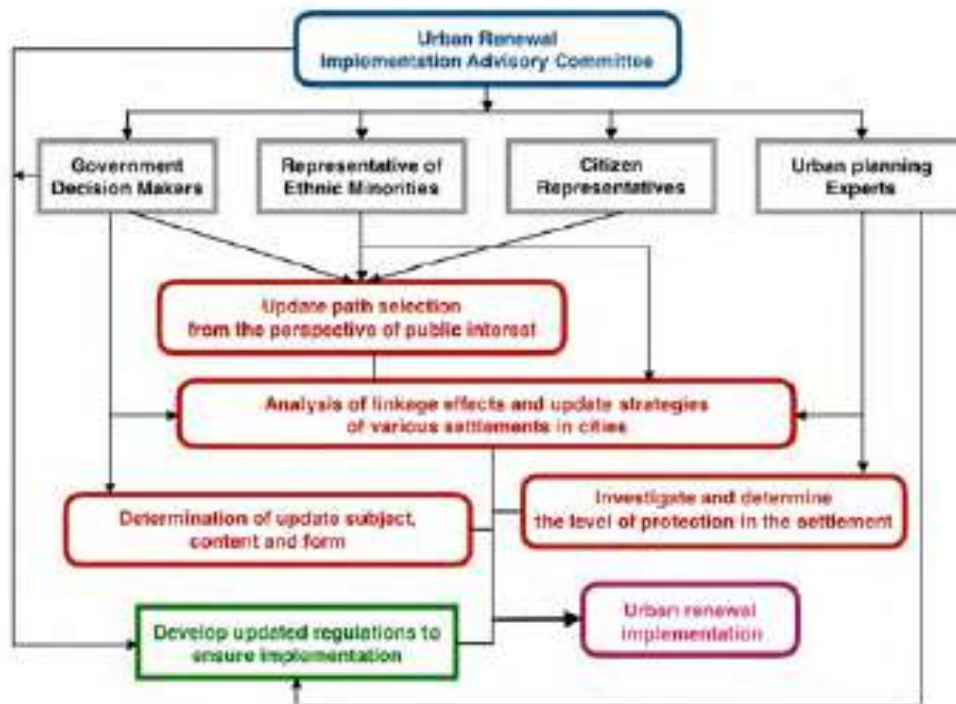 Urban Renewal
Implementation Advisory Committee
Government
Decision Makers
Representative of
Ethnic Minorities
Citizen
Representatives
Urban planning
Experts
Update path selection
from the perspective of public interest
Analysis of linkage effects and update strategies
of various settlements in cities
Determination of update subject,
content and form
Investigate and determine
the level of protection in the settlement
Develop updated regulations to
ensure implementation
Urban renewal
implementation